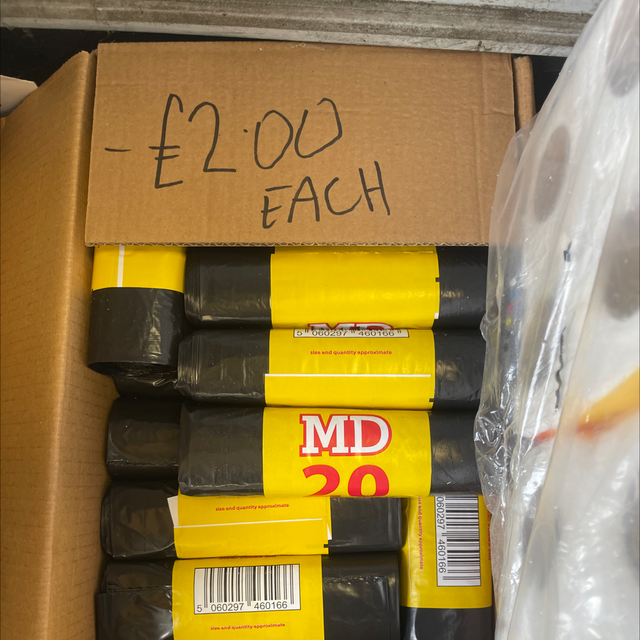 -£2.00
EACH
MD
5 060297 460166
size and quantity approximate
MD
20
size and quantity approximate
060297 460166
size and quantity approximate
5 060297 460166
size and quantity approximate